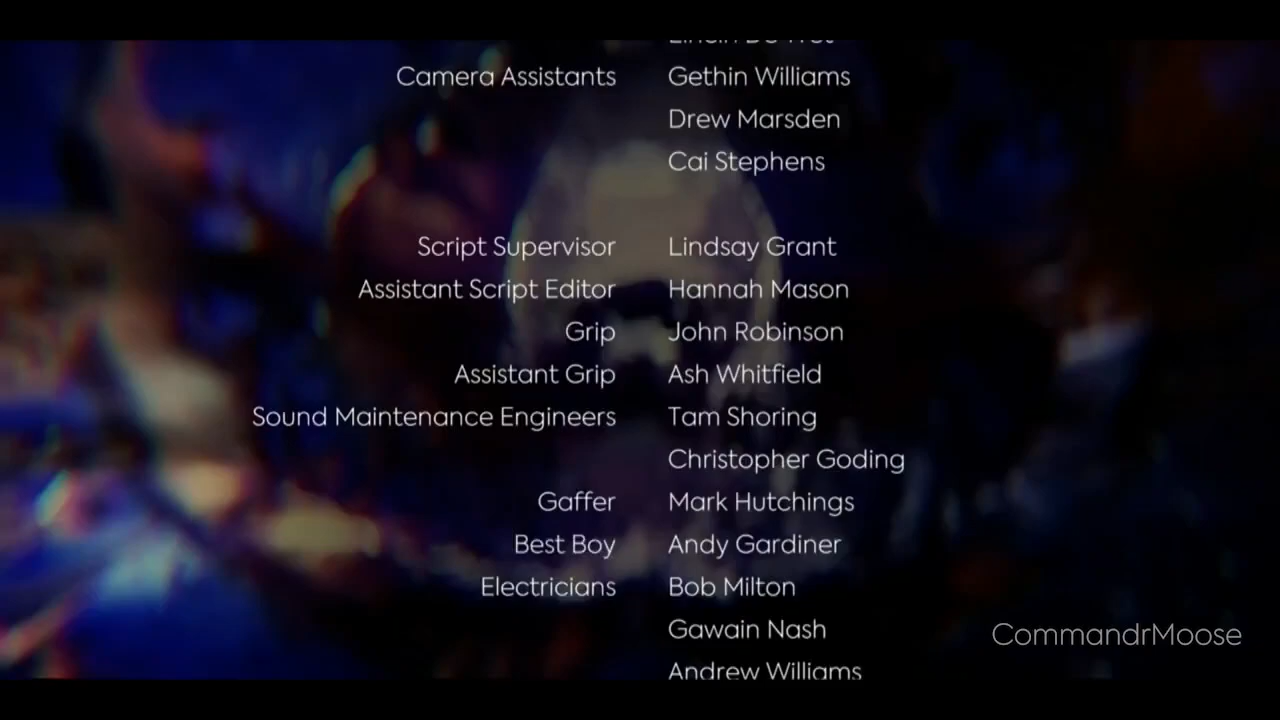 Camera Assistants Gethin Williams
Drew Marsden
Cai Stephens
Script Supervisor Lindsay Grant
Assistant Script Editor Hannah Mason
Grip John Robinson
Assistant Grip Ash Whitfield
Sound Maintenance Engineers Tam Shoring
Christopher Goding
Gaffer Mark Hutchings
Best Boy Andy Gardiner
Electricians Bob Milton
Gawain Nash
CommandrMoose
Andrew Williams